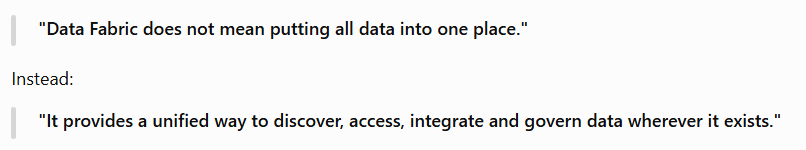 "Data Fabric does not mean putting all data into one place."
Instead:
"It provides a unified way to discover, access, integrate and govern data wherever it exists."